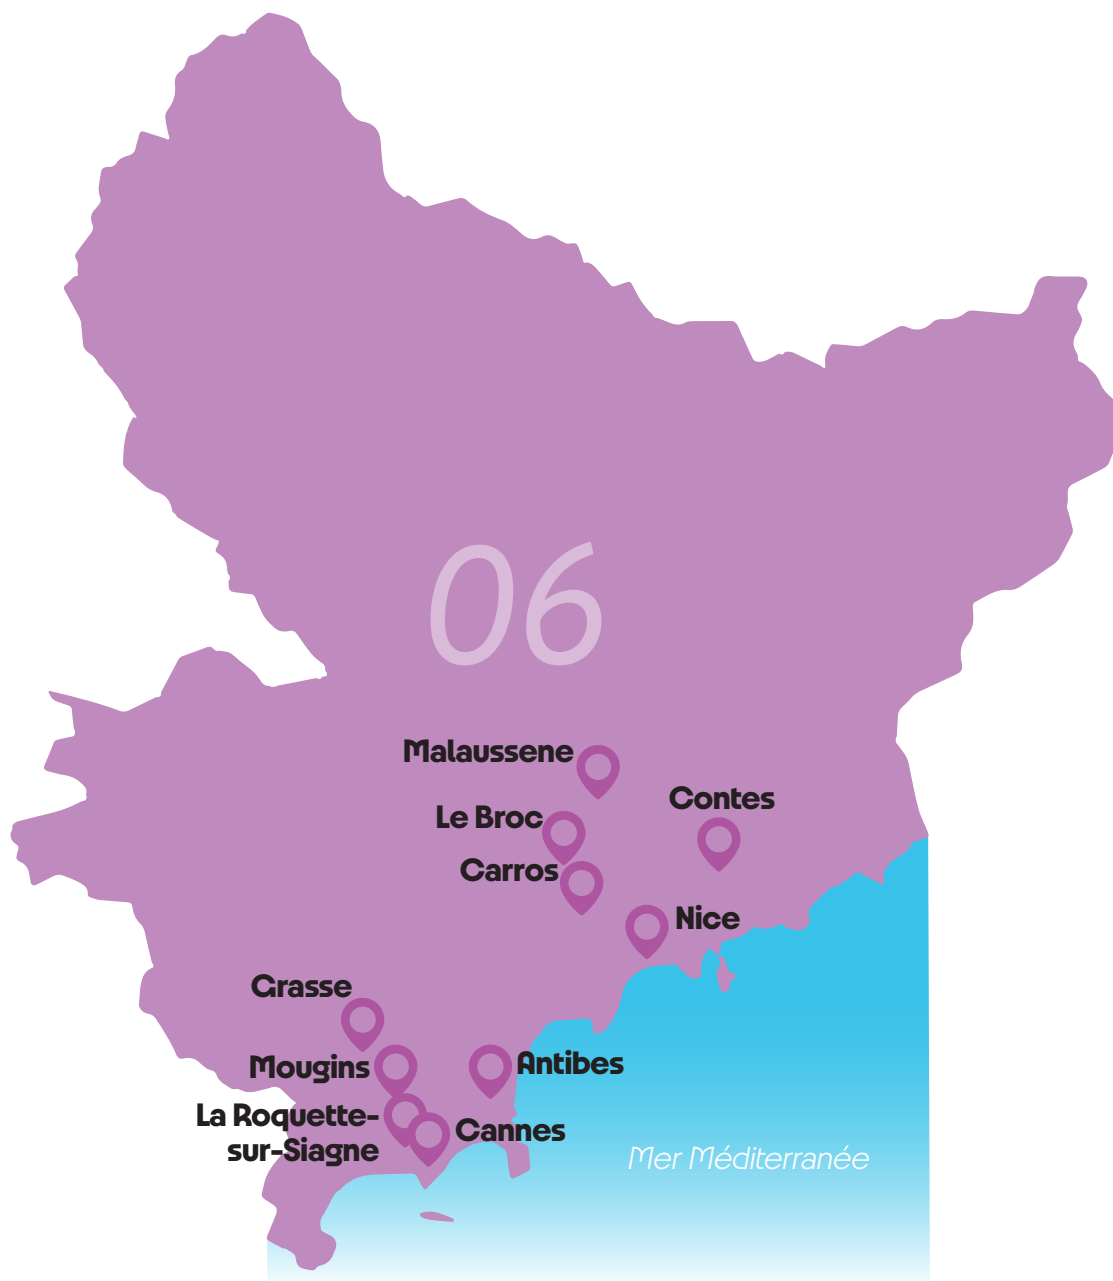 06
Malaussene
Contes
Le Broc
Carros
Nice
Grasse
Mougins
Antibes
La Roquette-
sur-Siagne
Cannes
Mer Méditerranée